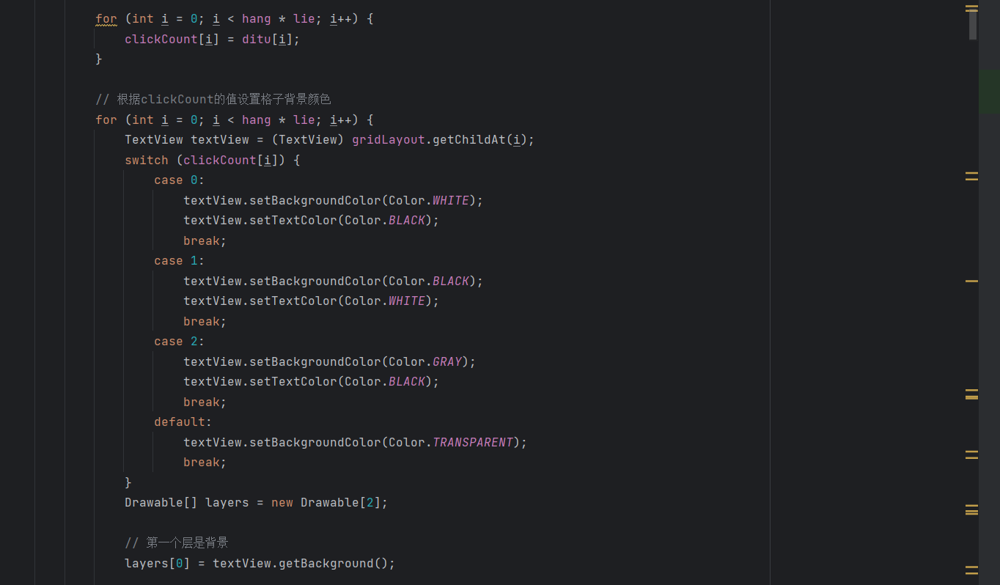 for (int i = 0; i < hang * lie; i++) {
clickCount[i] = ditu[i];
}
// 根据clickCount的值设置格子背景颜色
for (int i = 0; i < hang * lie; i++) {
TextView textView = (TextView) gridLayout.getChildAt(i);
switch (clickCount[i]) {
case 0:
textView.setBackgroundColor(Color.WHITE);
textView.setTextColor(Color.BLACK);
break;
case 1:
textView.setBackgroundColor(Color.BLACK);
textView.setTextColor(Color.WHITE);
break;
case 2:
textView.setBackgroundColor(Color.GRAY);
textView.setTextColor(Color.BLACK);
break;
default:
textView.setBackgroundColor(Color.TRANSPARENT);
break;
}
Drawable[] layers = new Drawable[2];
// 第一个层是背景
layers[0] = textView.getBackground();